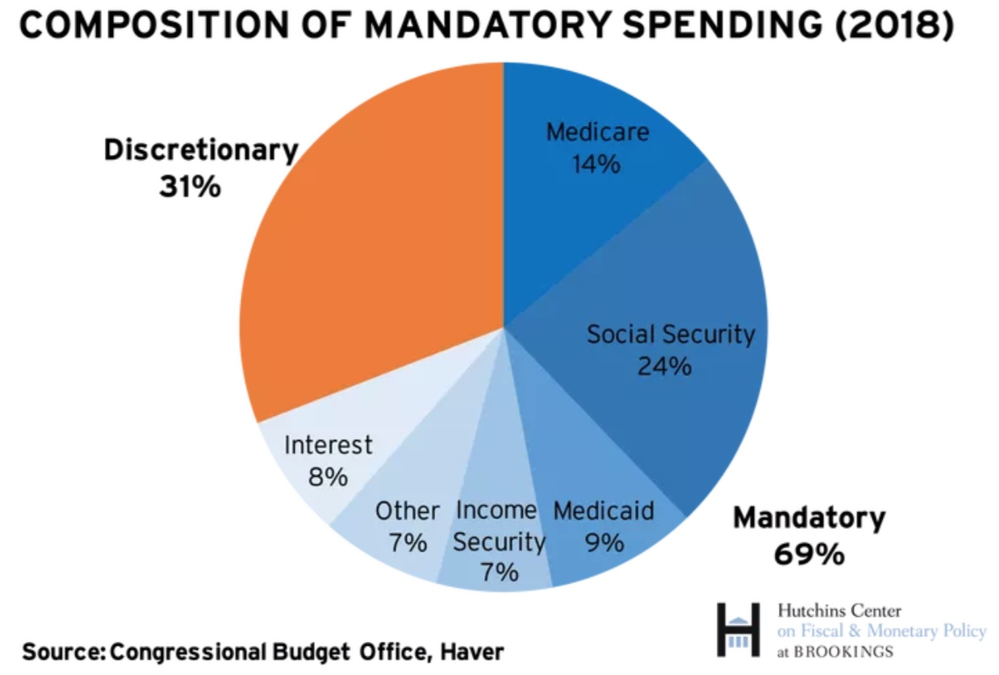 COMPOSITION OF MANDATORY SPENDING (2018)
Discretionary
31%
Medicare
14%
Social Security
24%
Interest
8%
Other
7%
Income
Security
7%
Medicaid
9%
Mandatory
69%
Source: Congressional Budget Office, Haver
Hutchins Center
on Fiscal & Monetary Policy
at BROOKINGS